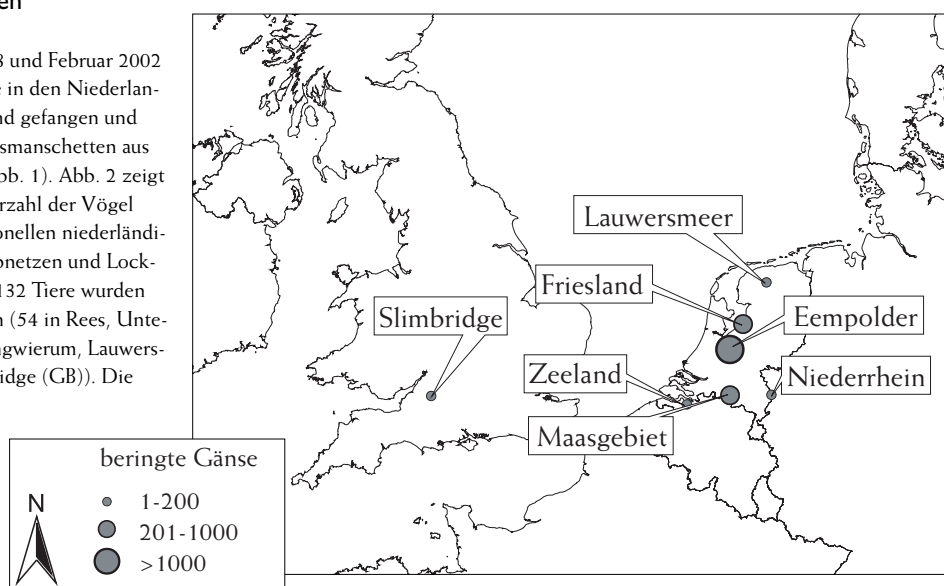 en
8 und Februar 2002
e in den Niederlan-
nd gefangen und
smanschetten aus
bb. 1). Abb. 2 zeigt
rzahl der Vögel
onellen niederländi-
pnetzen und Lock-
132 Tiere wurden
n (54 in Rees, Unte-
ngwierum, Lauwers-
idge (GB)). Die
Lauwersmeer
Friesland
Eempolder
Slimbridge
Zeeland
Niederrhein
Maasgebiet
beringte Gänse
N
1-200
201-1000
>1000